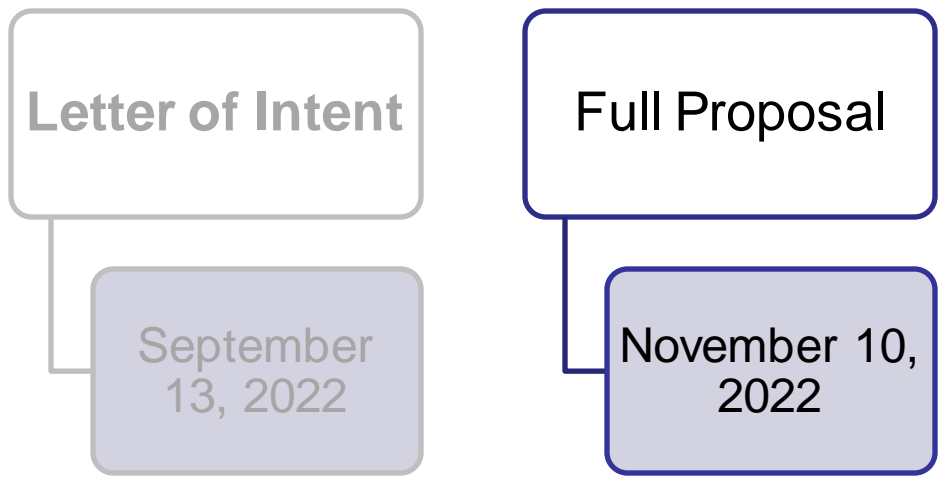 Letter of Intent
September
13, 2022
Full Proposal
November 10,
2022